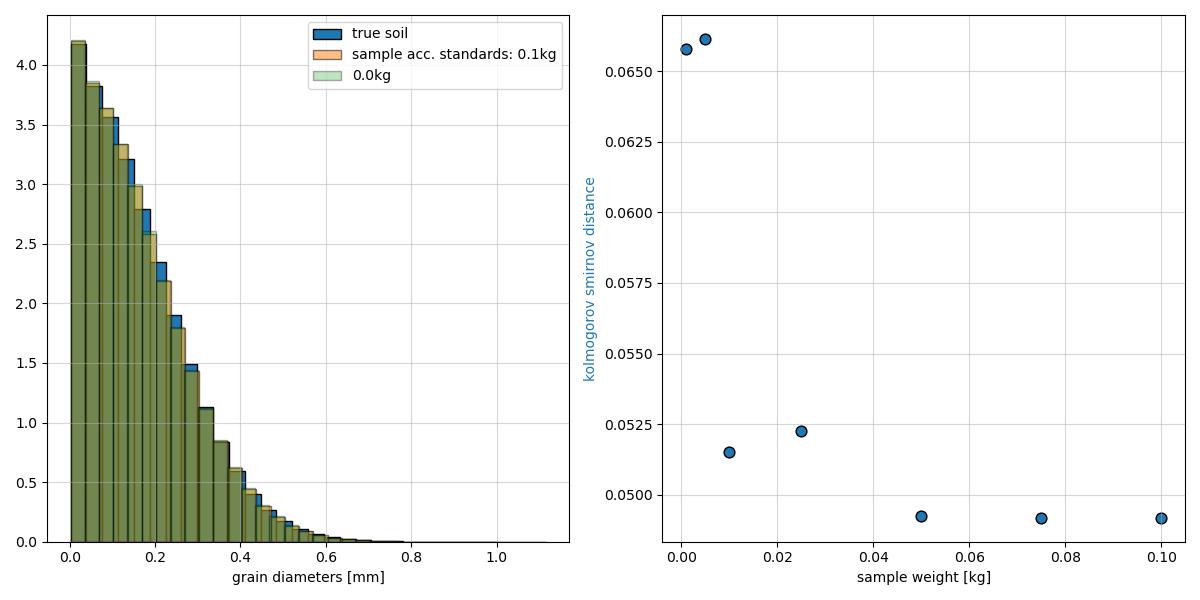 true soil
sample acc. standards: 0.1kg
0.0kg
4.0
3.5
3.0
2.5
2.0
1.5
1.0
0.5
0.0
0.0 0.2 0.4 0.6 0.8 1.0
grain diameters [mm]
kolmogorov smirnov distance
0.0650
0.0625
0.0600
0.0575
0.0550
0.0525
0.0500
0.00 0.02 0.04 0.06 0.08 0.10
sample weight [kg]